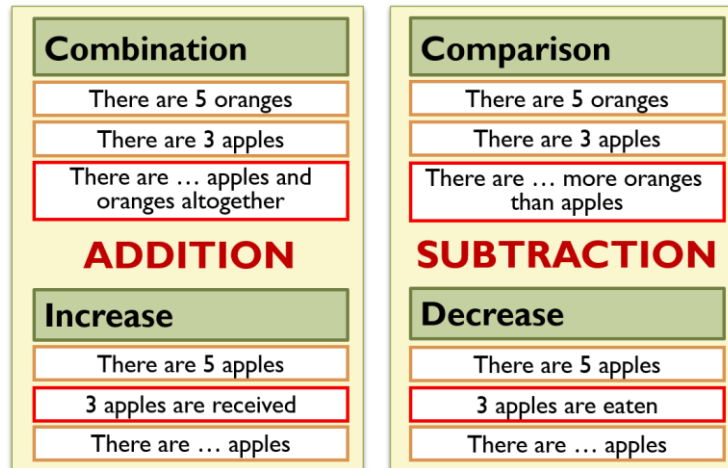 Combination
There are 5 oranges
There are 3 apples
There are … apples and
oranges altogether
ADDITION
Increase
There are 5 apples
3 apples are received
There are … apples
Comparison
There are 5 oranges
There are 3 apples
There are … more oranges
than apples
SUBTRACTION
Decrease
There are 5 apples
3 apples are eaten
There are … apples